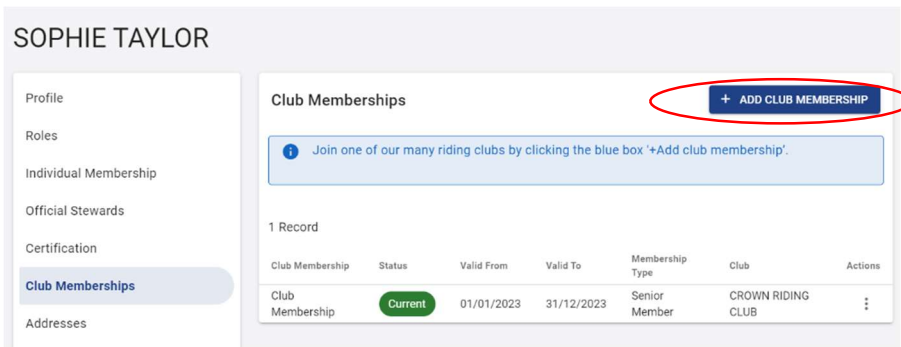 SOPHIE TAYLOR
Profile
Roles
Individual Membership
Official Stewards
Certification
Club Memberships
Addresses
Club Memberships
+ ADD CLUB MEMBERSHIP
Join one of our many riding clubs by clicking the blue box '+Add club membership'.
1 Record
Club Membership Status Valid From Valid To Membership Type Club Actions
Club Membership Current 01/01/2023 31/12/2023 Senior Member CROWN RIDING CLUB